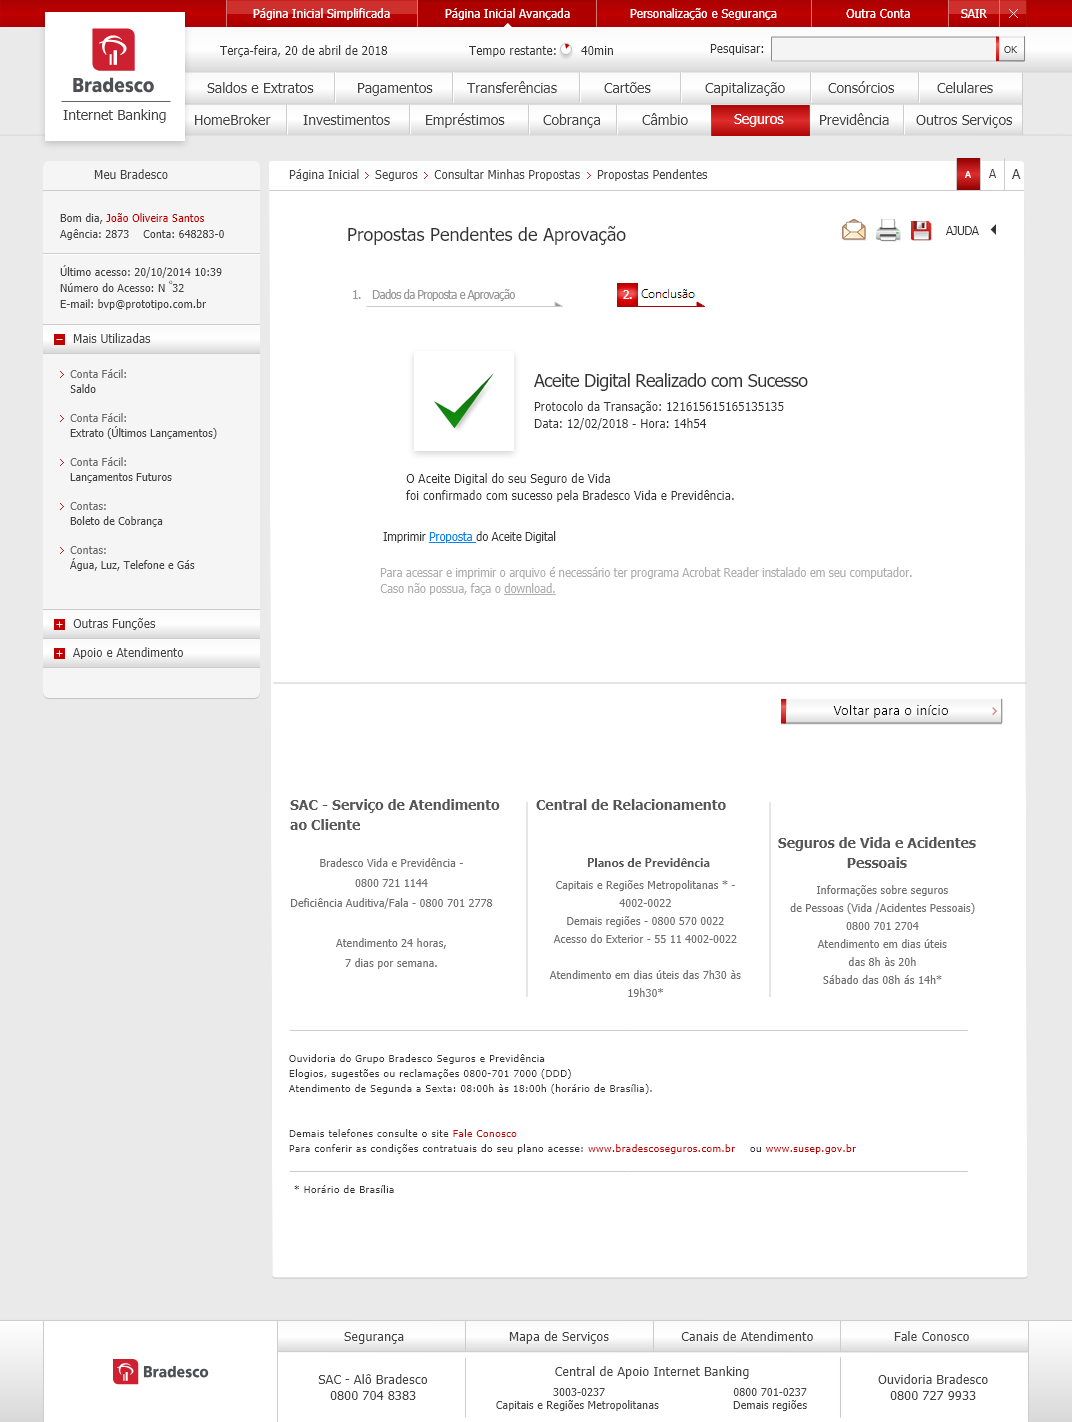 Página Inicial Simplificada
Página Inicial Avançada
Personalização e Segurança
Outra Conta
SAIR
Bradesco
Internet Banking
Terça-feira, 20 de abril de 2018
Tempo restante: 40min
Pesquisar:
OK
Saldos e Extratos
Pagamentos
Transferências
Cartões
Capitalização
Consórcios
Celulares
HomeBroker
Investimentos
Empréstimos
Cobrança
Câmbio
Seguros
Previdência
Outros Serviços
Meu Bradesco
Bom dia, João Oliveira Santos
Agência: 2873 Conta: 648283-0
Último acesso: 20/10/2014 10:39
Número do Acesso: N °32
E-mail: bvp@prototipo.com.br
Mais Utilizadas
Conta Fácil:
Saldo
Conta Fácil:
Extrato (Últimos Lançamentos)
Conta Fácil:
Lançamentos Futuros
Contas:
Boleto de Cobrança
Contas:
Água, Luz, Telefone e Gás
Outras Funções
Apoio e Atendimento
Página Inicial > Seguros > Consultar Minhas Propostas > Propostas Pendentes
A A A
Propostas Pendentes de Aprovação
AJUDA
1. Dados da Proposta e Aprovação
2. Conclusão
Aceite Digital Realizado com Sucesso
Protocolo da Transação: 121615615165135135
Data: 12/02/2018 - Hora: 14h54
O Aceite Digital do seu Seguro de Vida
foi confirmado com sucesso pela Bradesco Vida e Previdência.
Imprimir Proposta do Aceite Digital
Para acessar e imprimir o arquivo é necessário ter programa Acrobat Reader instalado em seu computador.
Caso não possua, faça o download.
Voltar para o início
SAC - Serviço de Atendimento
ao Cliente
Bradesco Vida e Previdência -
0800 721 1144
Deficiência Auditiva/Fala - 0800 701 2778
Atendimento 24 horas,
7 dias por semana.
Central de Relacionamento
Planos de Previdência
Capitais e Regiões Metropolitanas * -
4002-0022
Demais regiões - 0800 570 0022
Acesso do Exterior - 55 11 4002-0022
Atendimento em dias úteis das 7h30 às
19h30*
Seguros de Vida e Acidentes
Pessoais
Informações sobre seguros
de Pessoas (Vida /Acidentes Pessoais)
0800 701 2704
Atendimento em dias úteis
das 8h às 20h
Sábado das 08h ás 14h*
Ouvidoria do Grupo Bradesco Seguros e Previdência
Elogios, sugestões ou reclamações 0800-701 7000 (DDD)
Atendimento de Segunda a Sexta: 08:00h às 18:00h (horário de Brasília).
Demais telefones consulte o site Fale Conosco
Para conferir as condições contratuais do seu plano acesse: www.bradescoseguros.com.br ou www.susep.gov.br
* Horário de Brasília
Bradesco
Segurança
Mapa de Serviços
Canais de Atendimento
Fale Conosco
SAC - Alô Bradesco
0800 704 8383
Central de Apoio Internet Banking
3003-0237
Capitais e Regiões Metropolitanas
0800 701-0237
Demais regiões
Ouvidoria Bradesco
0800 727 9933